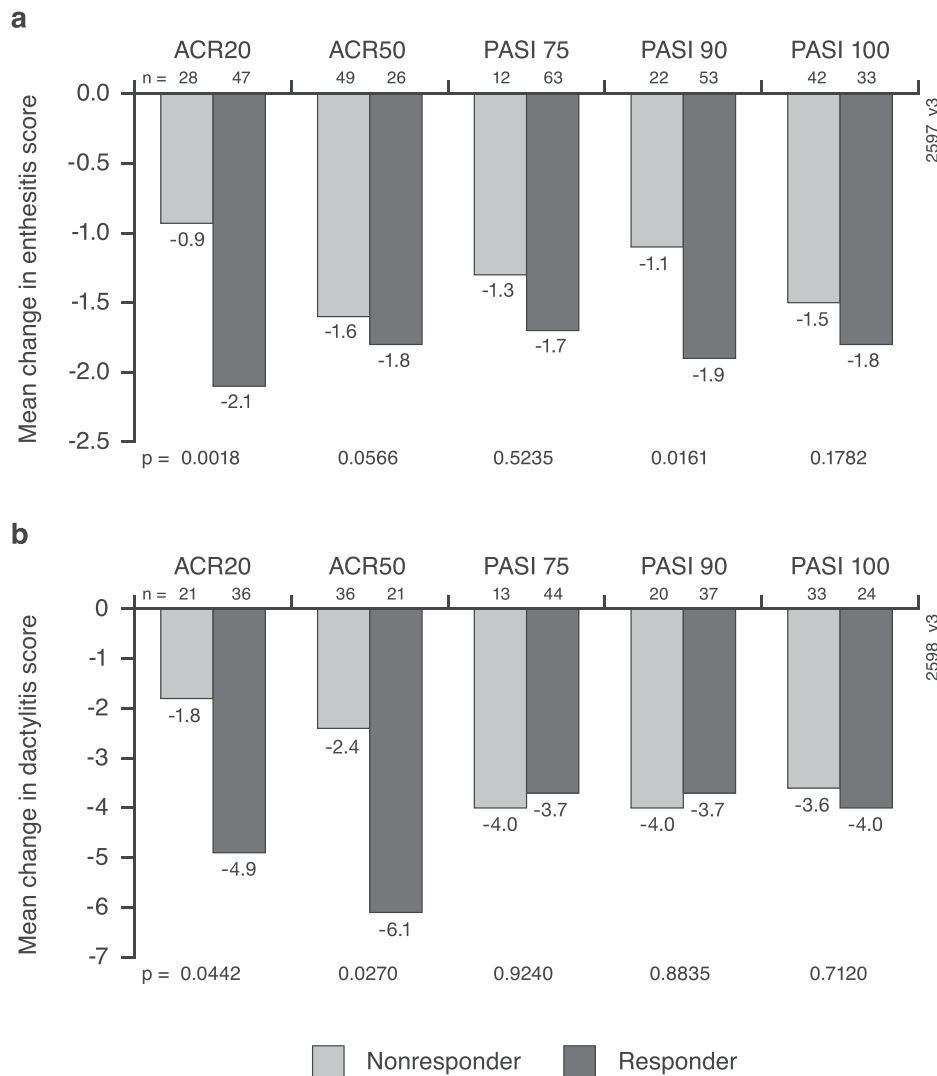 a
ACR20 ACR50 PASI 75 PASI 90 PASI 100
n = 28 47 49 26 12 63 22 53 42 33
Mean change in enthesitis score
0.0
-0.5
-1.0
-1.5
-2.0
-2.5
-0.9 -2.1 -1.6 -1.8 -1.3 -1.7 -1.1 -1.9 -1.5 -1.8
p = 0.0018 0.0566 0.5235 0.0161 0.1782
2597 v3
b
ACR20 ACR50 PASI 75 PASI 90 PASI 100
n = 21 36 36 21 13 44 20 37 33 24
Mean change in dactylitis score
0
-1
-2
-3
-4
-5
-6
-7
-1.8 -4.9 -2.4 -6.1 -4.0 -3.7 -4.0 -3.7 -3.6 -4.0
p = 0.0442 0.0270 0.9240 0.8835 0.7120
2598 v3
Nonresponder Responder